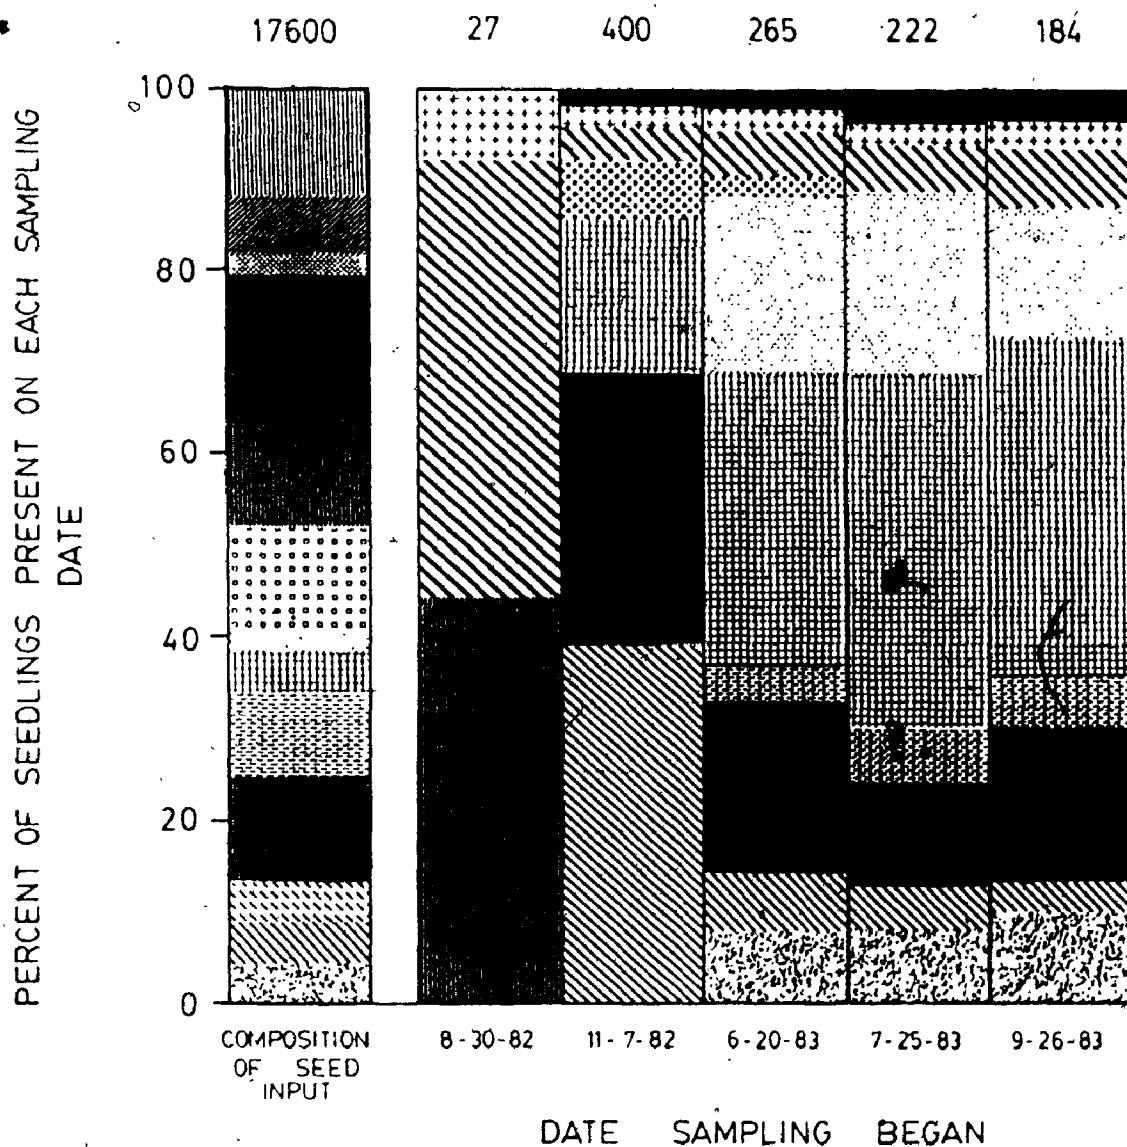 17600 27 400 265 222 184
PERCENT OF SEEDLINGS PRESENT ON EACH SAMPLING
DATE
100
80
60
40
20
0
COMPOSITION
OF SEED
INPUT
8-30-82 11-7-82 6-20-83 7-25-83 9-26-83
DATE SAMPLING BEGAN